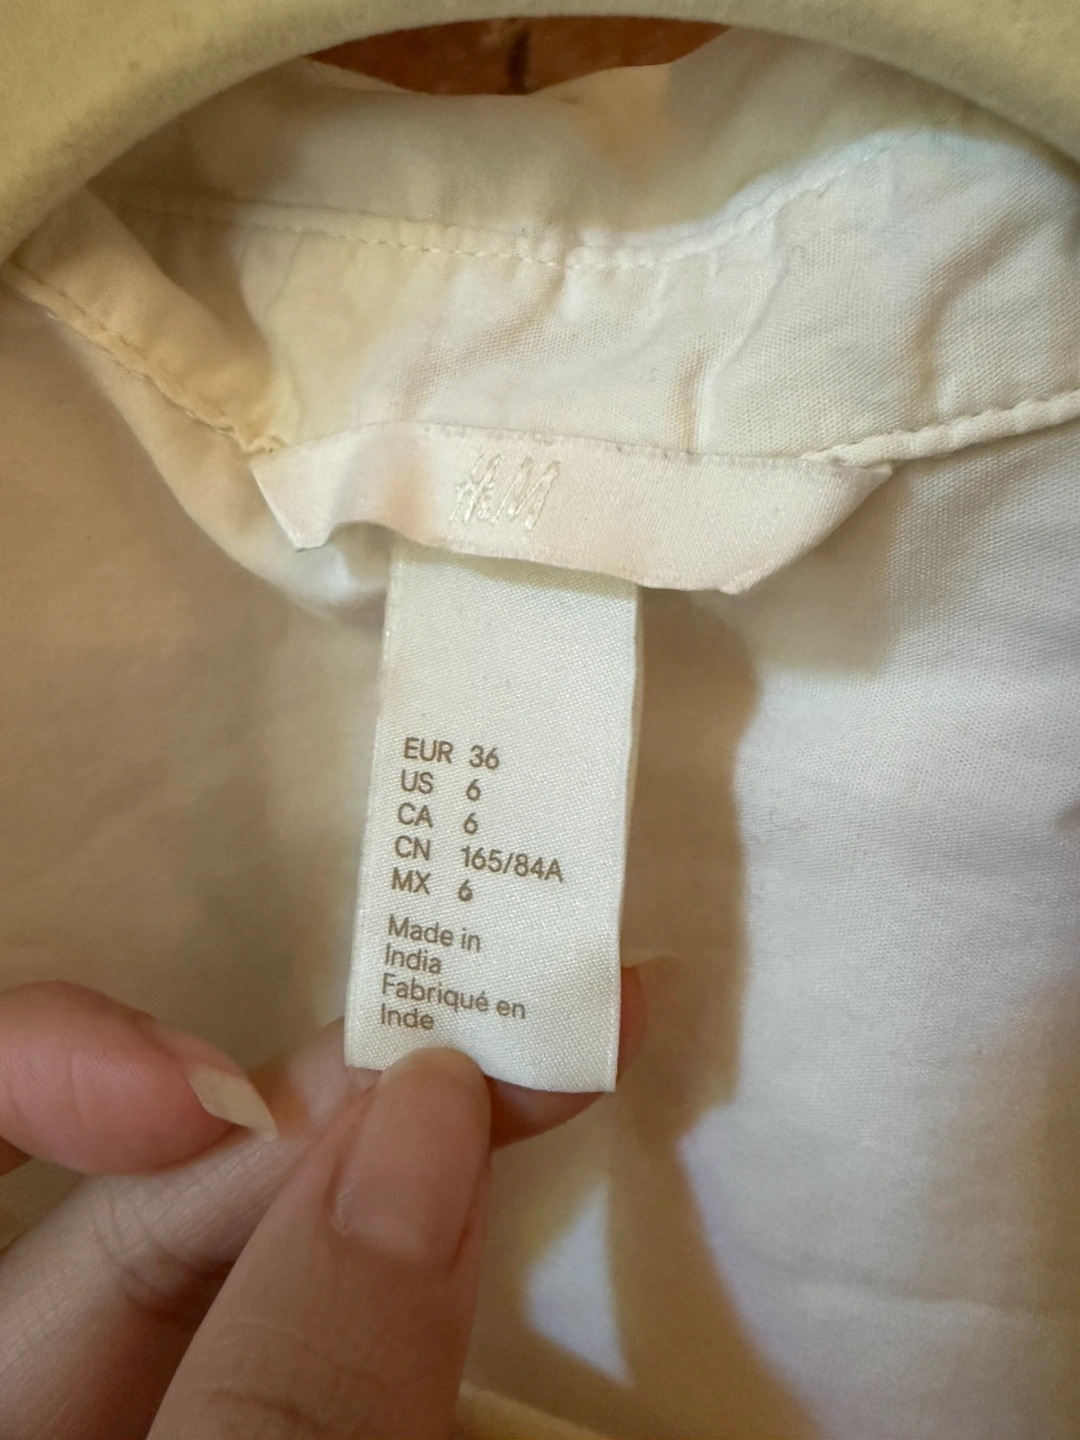 H&M
EUR 36
US 6
CA 6
CN 165/84A
MX 6
Made in
India
Fabriqué en
Inde